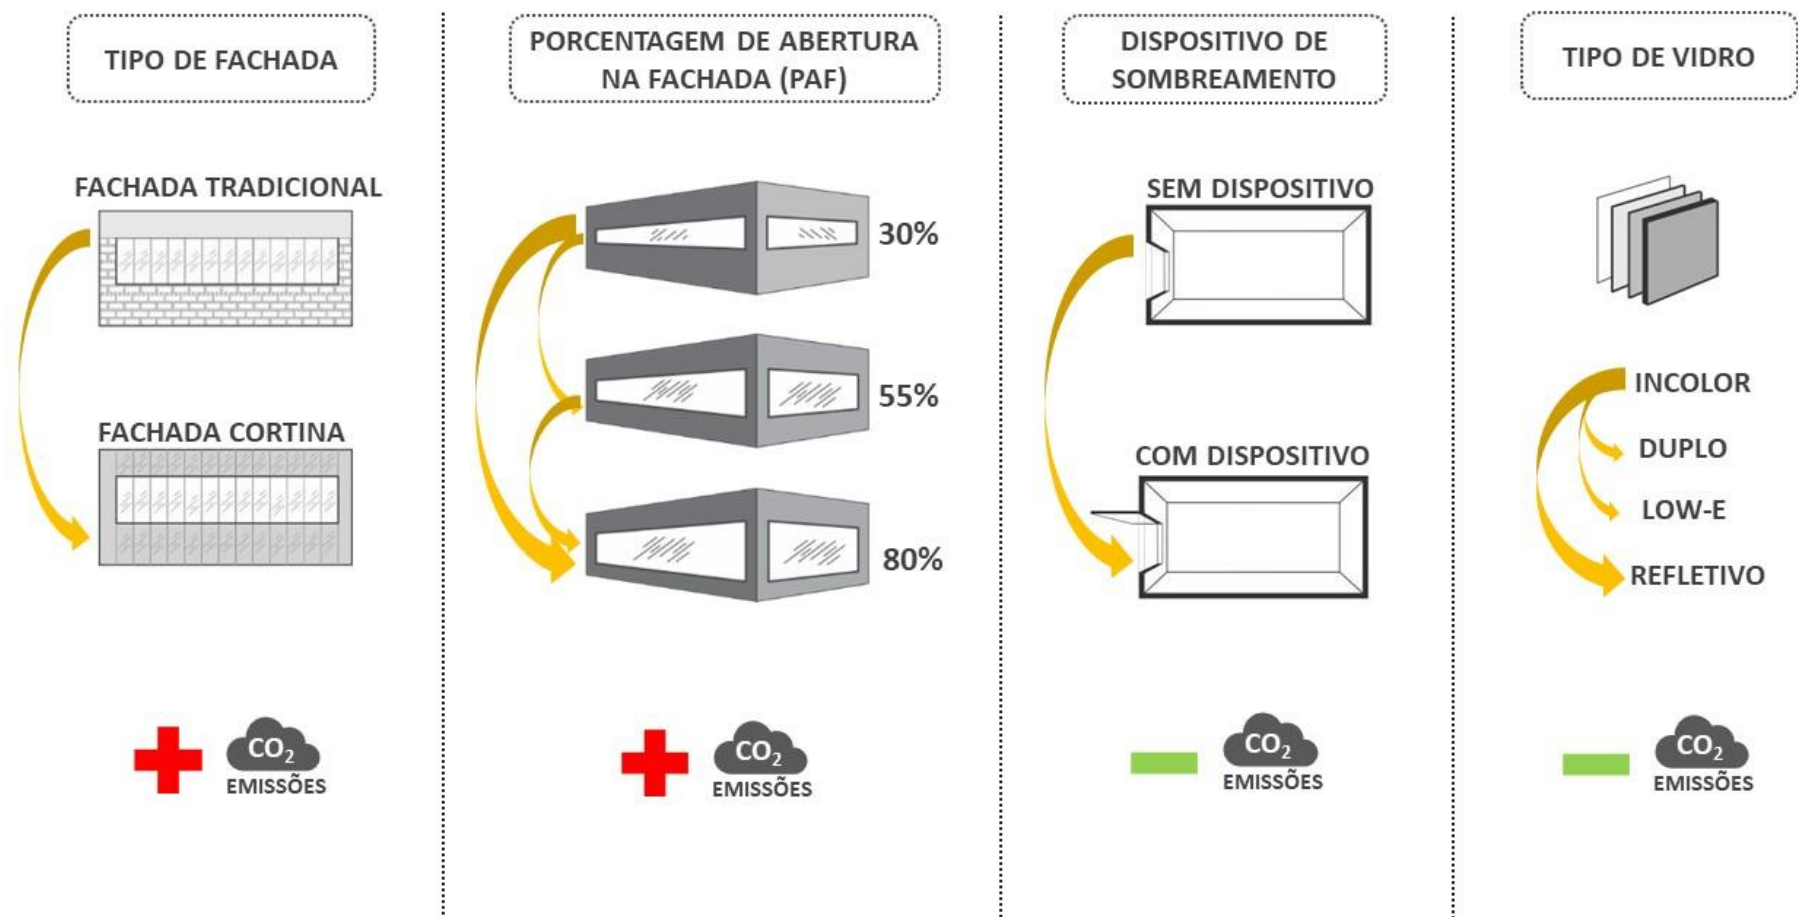 TIPO DE FACHADA
FACHADA TRADICIONAL
FACHADA CORTINA
CO₂
EMISSÕES
PORCENTAGEM DE ABERTURA
NA FACHADA (PAF)
30%
55%
80%
CO₂
EMISSÕES
DISPOSITIVO DE
SOMBREAMENTO
SEM DISPOSITIVO
COM DISPOSITIVO
CO₂
EMISSÕES
TIPO DE VIDRO
INCOLOR
DUPLO
LOW-E
REFLETIVO
CO₂
EMISSÕES